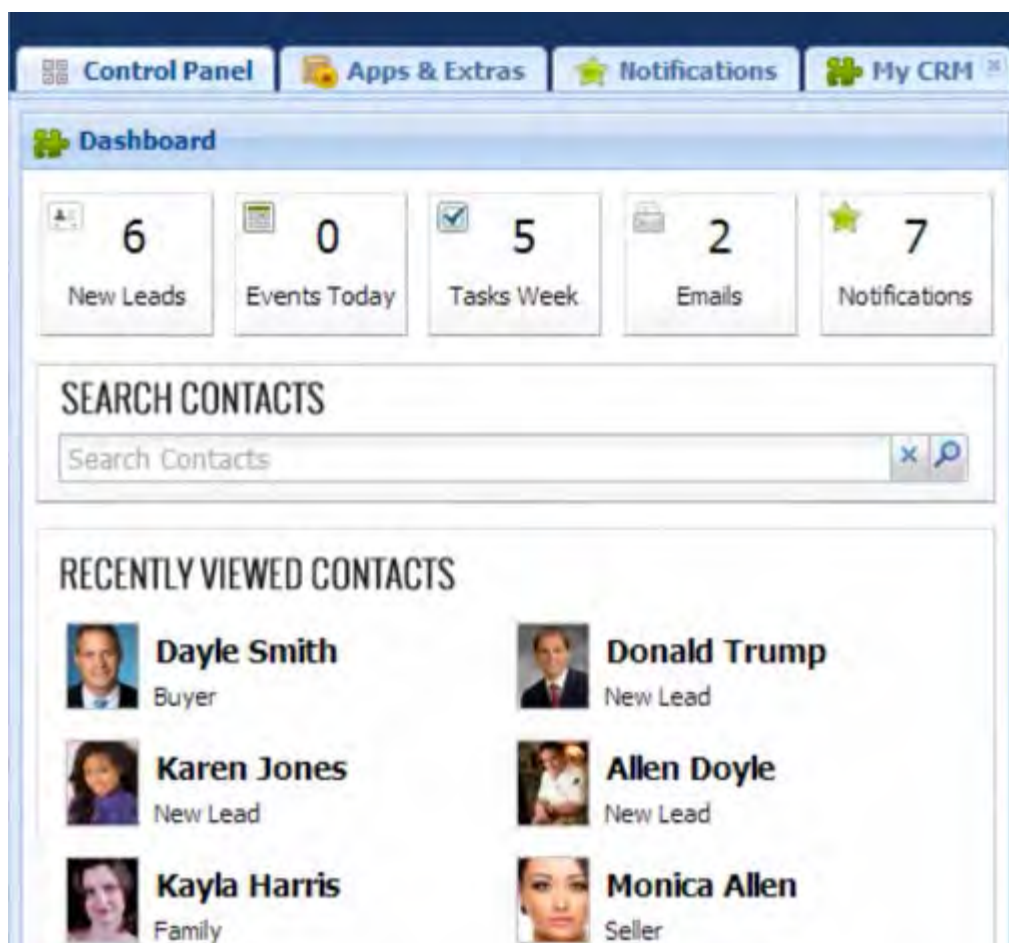 Control Panel Apps & Extras Notifications My CRM
Dashboard
6 0 5 2 7
New Leads Events Today Tasks Week Emails Notifications
SEARCH CONTACTS
Search Contacts
RECENTLY VIEWED CONTACTS
Dayle Smith Donald Trump
Buyer New Lead
Karen Jones Allen Doyle
New Lead New Lead
Kayla Harris Monica Allen
Family Seller